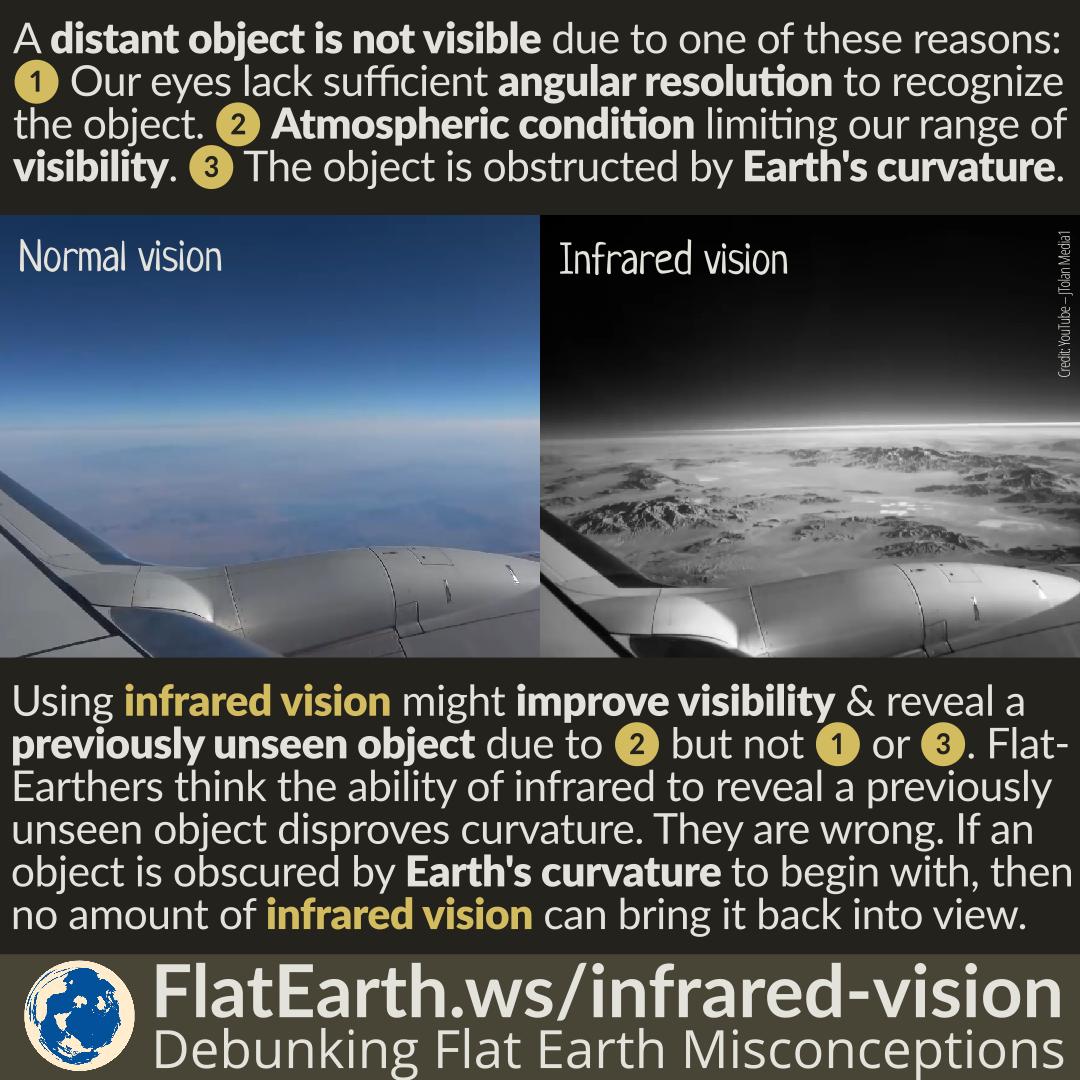 A distant object is not visible due to one of these reasons:
1 Our eyes lack sufficient angular resolution to recognize
the object. 2 Atmospheric condition limiting our range of
visibility. 3 The object is obstructed by Earth's curvature.
Normal vision
Infrared vision
Credit: YouTube – JTolan Media1
Using infrared vision might improve visibility & reveal a
previously unseen object due to 2 but not 1 or 3. Flat-
Earthers think the ability of infrared to reveal a previously
unseen object disproves curvature. They are wrong. If an
object is obscured by Earth's curvature to begin with, then
no amount of infrared vision can bring it back into view.
FlatEarth.ws/infrared-vision
Debunking Flat Earth Misconceptions